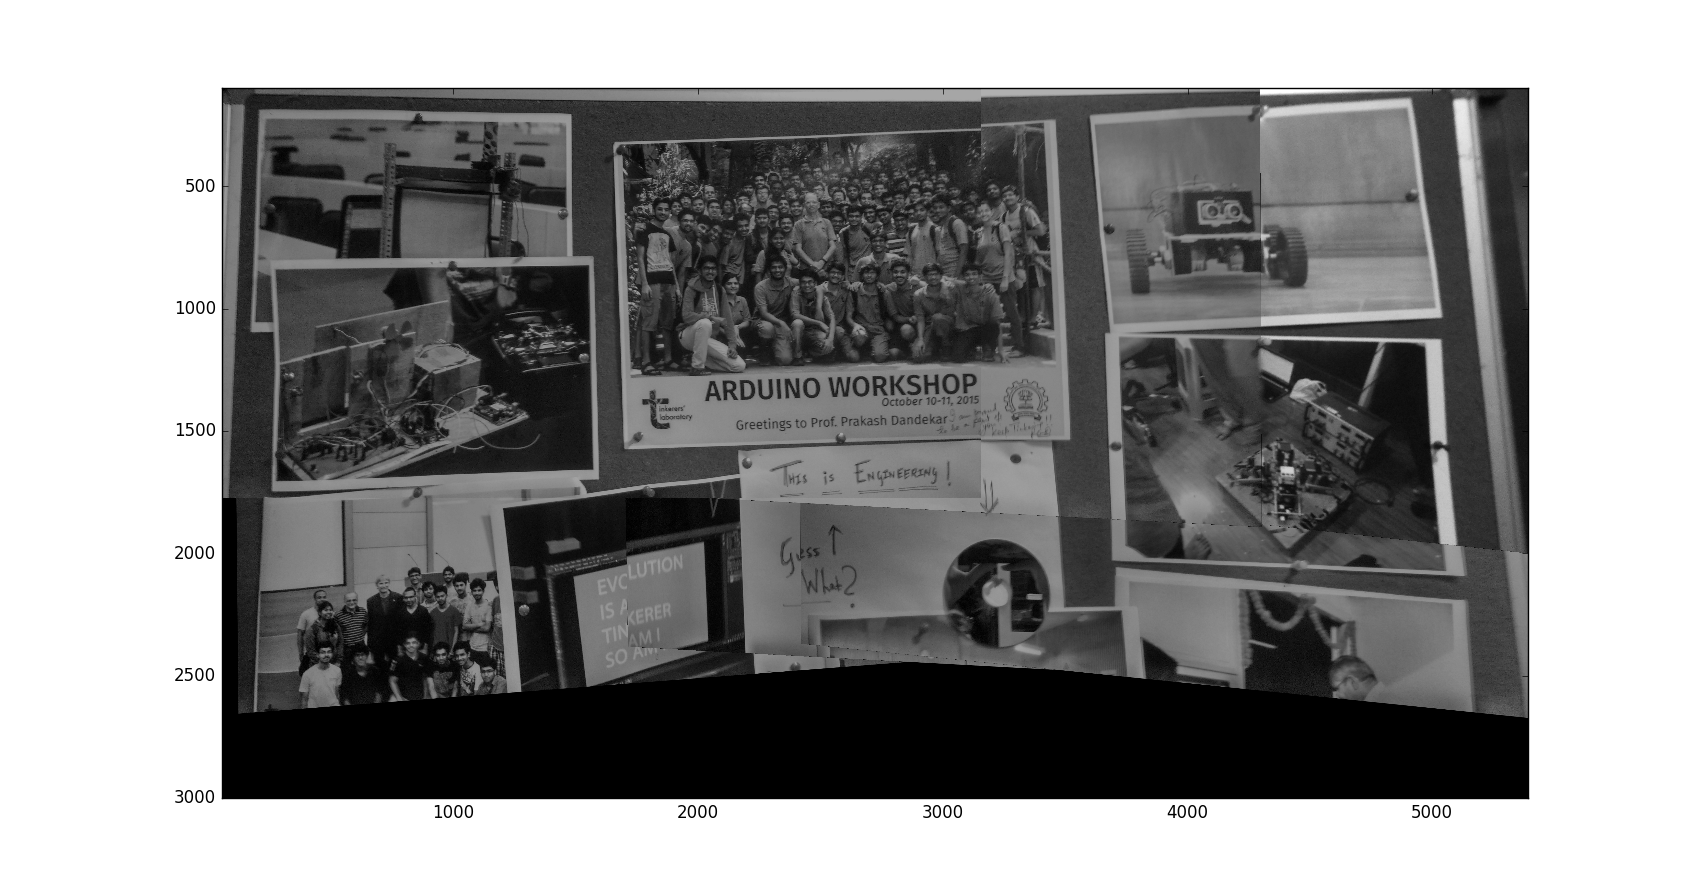 500
1000
1500
2000
2500
3000
1000
2000
3000
4000
5000
ARDUINO WORKSHOP
October 10-11, 2015
Greetings to Prof. Prakash Dandekar
tinkerers'
laboratory
THIS is ENGINEERING!
Guess
What?
EVOLUTION
IS A
TINKERER
SO AM I